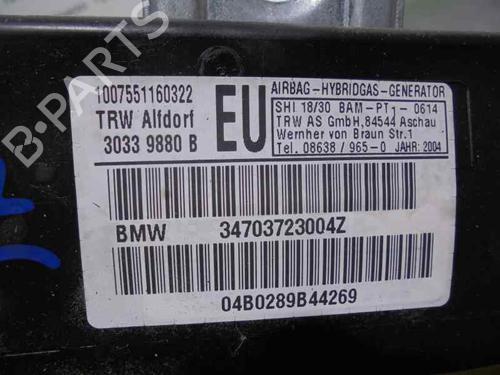 1007551160322
TRW Alfdorf
3033 9880 B
EU
AIRBAG-HYBRIDGAS-GENERATOR
SHI 18/30 BAM-PT1-0614
TRW AS GmbH,84544 Aschau
Wernher von Braun Str.1
Tel. 08638 / 965-0 JAHR: 2004
BMW 34703723004Z
04B0289B44269
B-PARTS